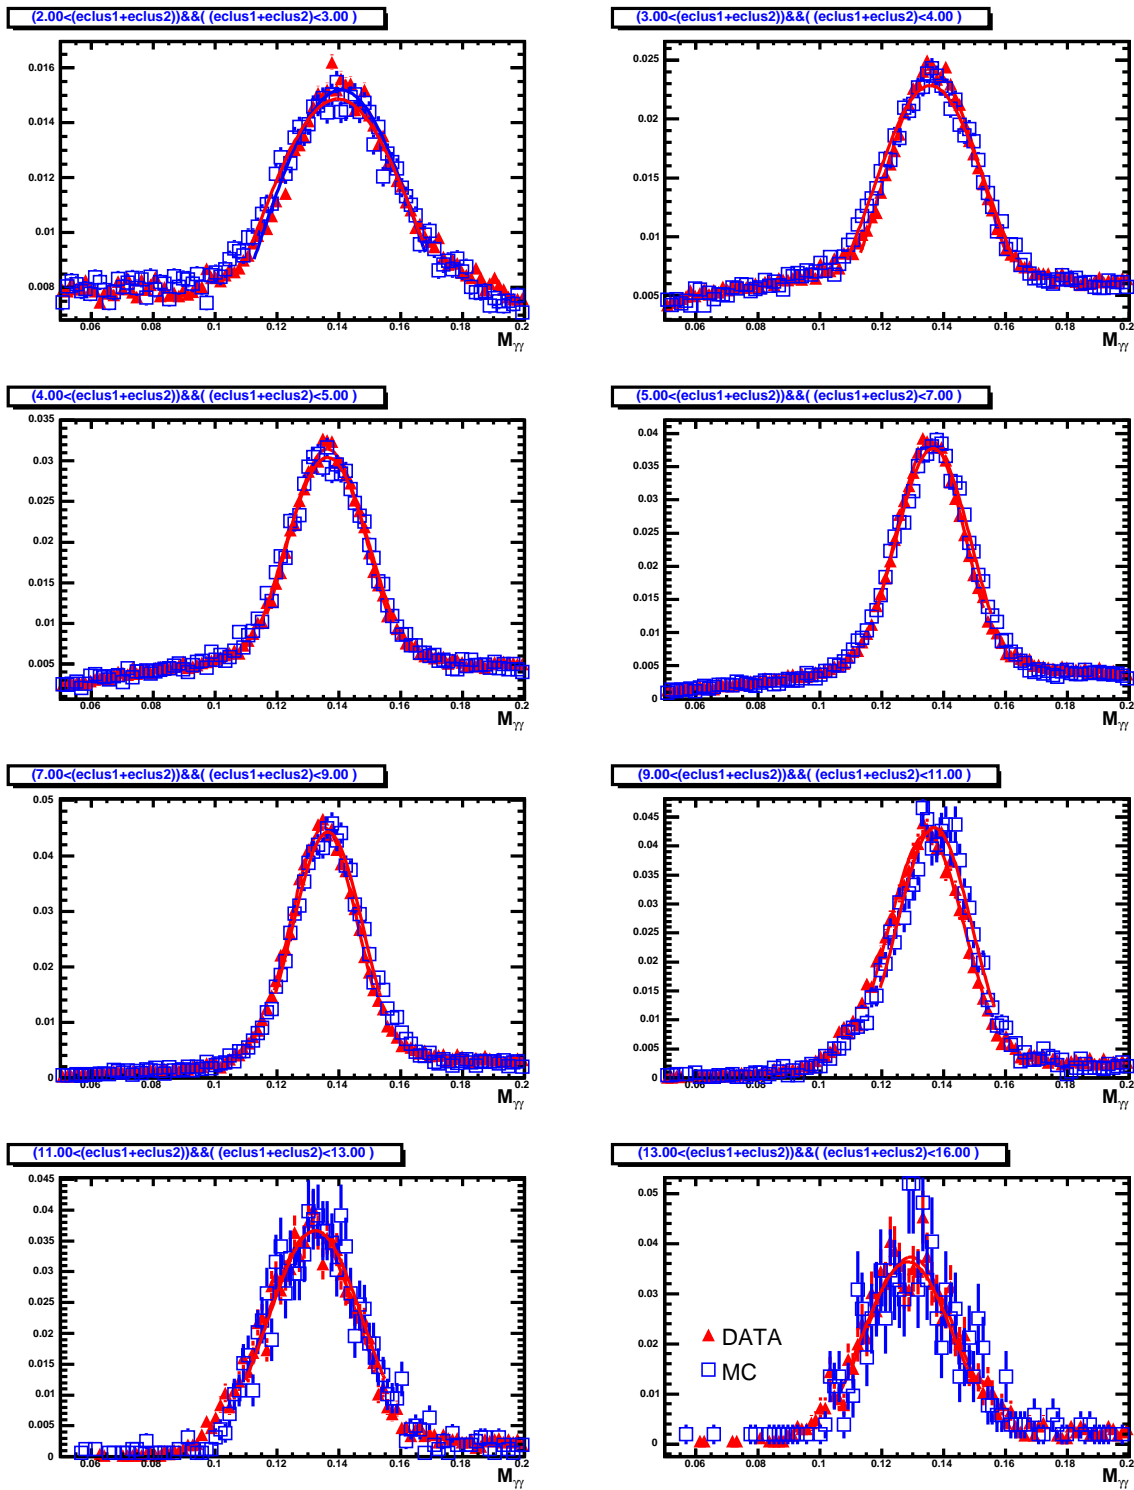 (2.00<(eclus1+eclus2))&&( (eclus1+eclus2)<3.00 )
0.016
0.014
0.012
0.01
0.008
0.06 0.08 0.1 0.12 0.14 0.16 0.18 0.2
Mγγ
(3.00<(eclus1+eclus2))&&( (eclus1+eclus2)<4.00 )
0.025
0.02
0.015
0.01
0.005
0.06 0.08 0.1 0.12 0.14 0.16 0.18 0.2
Mγγ
(4.00<(eclus1+eclus2))&&( (eclus1+eclus2)<5.00 )
0.035
0.03
0.025
0.02
0.015
0.01
0.005
0.06 0.08 0.1 0.12 0.14 0.16 0.18 0.2
Mγγ
(5.00<(eclus1+eclus2))&&( (eclus1+eclus2)<7.00 )
0.04
0.035
0.03
0.025
0.02
0.015
0.01
0.005
0
0.06 0.08 0.1 0.12 0.14 0.16 0.18 0.2
Mγγ
(7.00<(eclus1+eclus2))&&( (eclus1+eclus2)<9.00 )
0.05
0.04
0.03
0.02
0.01
0
0.06 0.08 0.1 0.12 0.14 0.16 0.18 0.2
Mγγ
(9.00<(eclus1+eclus2))&&( (eclus1+eclus2)<11.00 )
0.045
0.04
0.035
0.03
0.025
0.02
0.015
0.01
0.005
0
0.06 0.08 0.1 0.12 0.14 0.16 0.18 0.2
Mγγ
(11.00<(eclus1+eclus2))&&( (eclus1+eclus2)<13.00 )
0.045
0.04
0.035
0.03
0.025
0.02
0.015
0.01
0.005
0
0.06 0.08 0.1 0.12 0.14 0.16 0.18 0.2
Mγγ
(13.00<(eclus1+eclus2))&&( (eclus1+eclus2)<16.00 )
0.05
0.04
0.03
0.02
0.01
0
DATA
MC
0.06 0.08 0.1 0.12 0.14 0.16 0.18 0.2
Mγγ